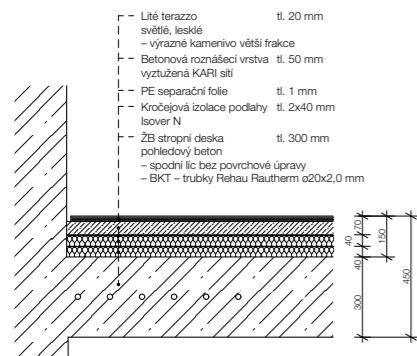 Lité terazzo tl. 20 mm
světlé, lesklé
– výrazné kamenivo větší frakce
Betonová roznášecí vrstva tl. 50 mm
vyztužená KARI sítí
PE separační folie tl. 1 mm
Kročejová izolace podlahy tl. 2x40 mm
Isover N
ŽB stropní deska tl. 300 mm
pohledový beton
– spodní líc bez povrchové úpravy
– BKT – trubky Rehau Rautherm ø20x2,0 mm
70
40
40
150
300
450